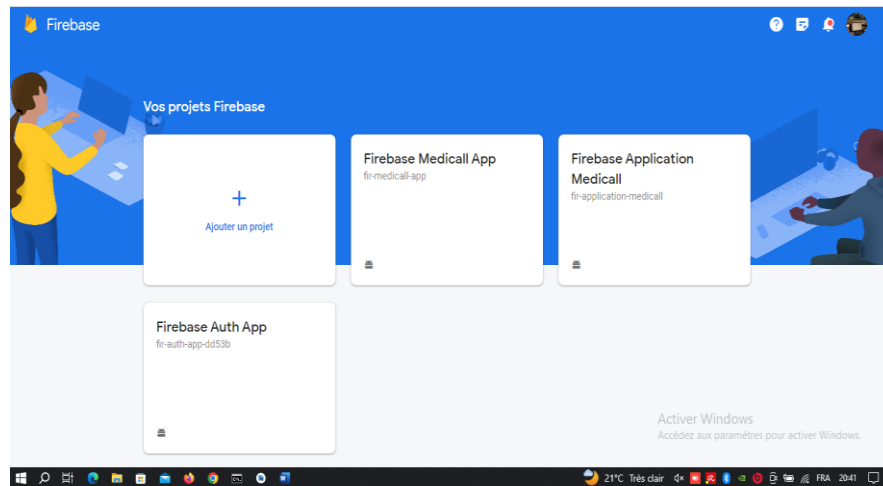 Firebase
Vos projets Firebase
+
Ajouter un projet
Firebase Medicall App
fir-medicall-app
Firebase Application
Medicall
fir-application-medicall
Firebase Auth App
fir-auth-app-dd53b
Activer Windows
Accédez aux paramètres pour activer Windows.
21°C Très clair
FRA
20:41